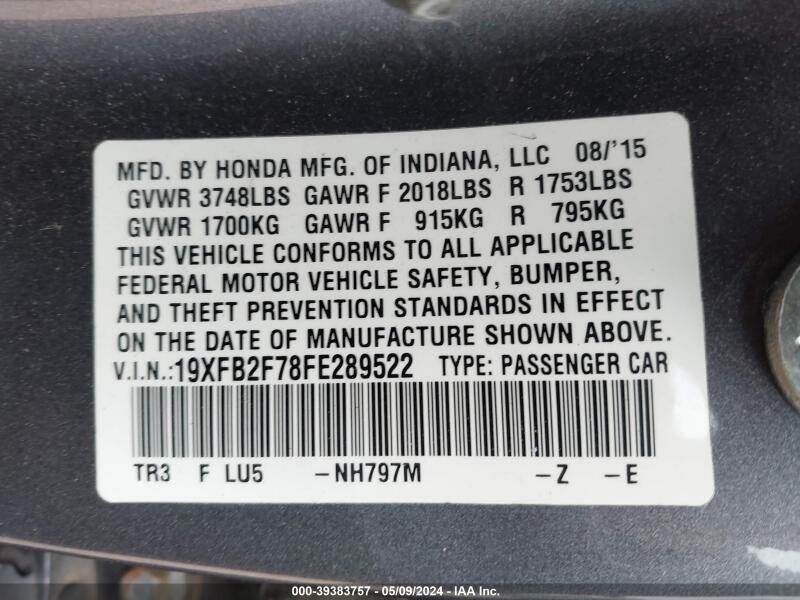 MFD. BY HONDA MFG. OF INDIANA, LLC 08/'15
GVWR 3748LBS GAWR F 2018LBS R 1753LBS
GVWR 1700KG GAWR F 915KG R 795KG
THIS VEHICLE CONFORMS TO ALL APPLICABLE
FEDERAL MOTOR VEHICLE SAFETY, BUMPER,
AND THEFT PREVENTION STANDARDS IN EFFECT
ON THE DATE OF MANUFACTURE SHOWN ABOVE.
V.I.N.:19XFB2F78FE289522 TYPE: PASSENGER CAR
TR3 F LU5 –NH797M –Z –E
000-39383757 - 05/09/2024 - IAA Inc.